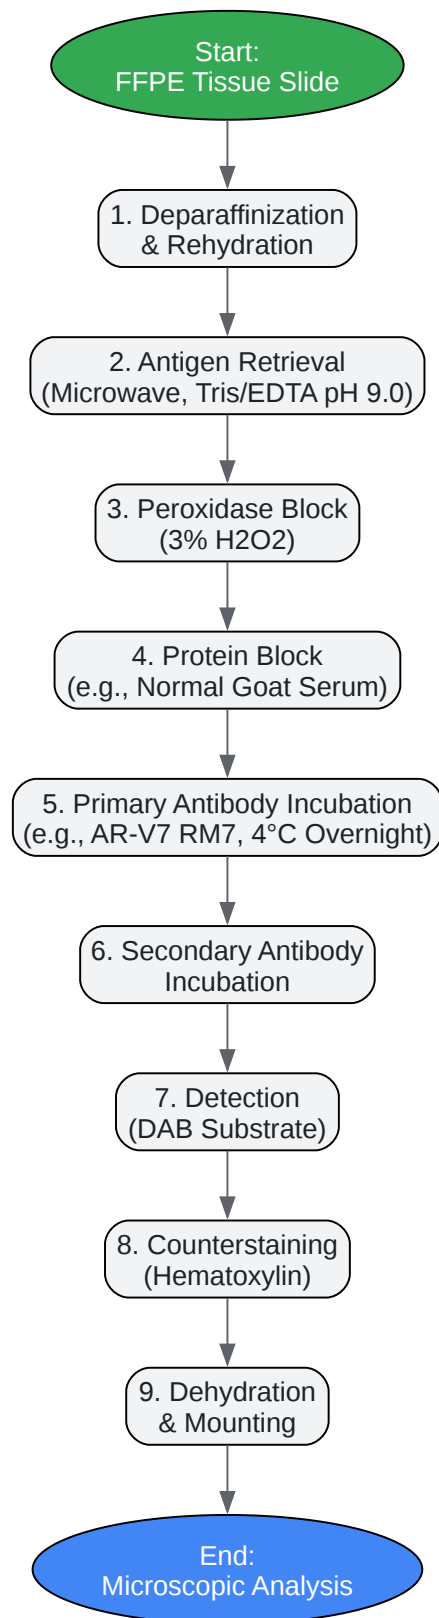 Start:
FFPE Tissue Slide
1. Deparaffinization
& Rehydration
2. Antigen Retrieval
(Microwave, Tris/EDTA pH 9.0)
3. Peroxidase Block
(3% H2O2)
4. Protein Block
(e.g., Normal Goat Serum)
5. Primary Antibody Incubation
(e.g., AR-V7 RM7, 4°C Overnight)
6. Secondary Antibody
Incubation
7. Detection
(DAB Substrate)
8. Counterstaining
(Hematoxylin)
9. Dehydration
& Mounting
End:
Microscopic Analysis